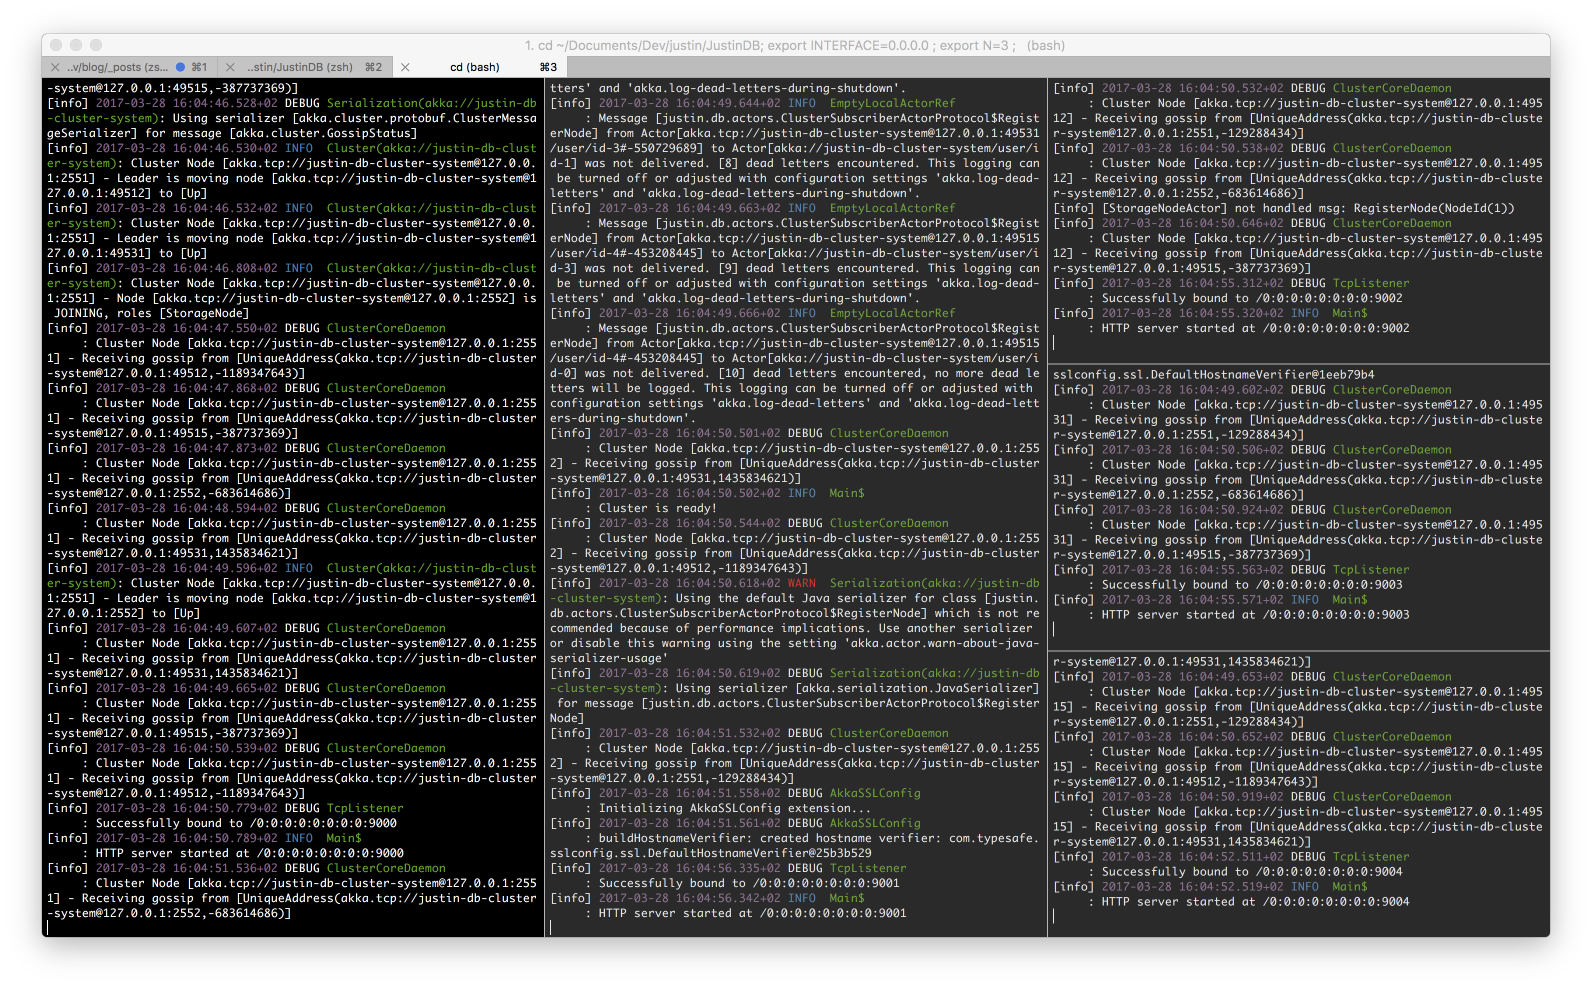 1. cd ~/Documents/Dev/justin/JustinDB; export INTERFACE=0.0.0.0 ; export N=3 ;   (bash)
..v/blog/_posts (zs... ⌘1
..stin/JustinDB (zsh) ⌘2
cd (bash) ⌘3
-system@127.0.0.1:49515,-387737369)]
[info] 2017-03-28 16:04:46.528+02 DEBUG Serialization(akka://justin-db
-cluster-system): Using serializer [akka.cluster.protobuf.ClusterMessa
geSerializer] for message [akka.cluster.GossipStatus]
[info] 2017-03-28 16:04:46.530+02 INFO  Cluster(akka://justin-db-clust
er-system): Cluster Node [akka.tcp://justin-db-cluster-system@127.0.0.
1:2551] - Leader is moving node [akka.tcp://justin-db-cluster-system@1
27.0.0.1:49512] to [Up]
[info] 2017-03-28 16:04:46.532+02 INFO  Cluster(akka://justin-db-clust
er-system): Cluster Node [akka.tcp://justin-db-cluster-system@127.0.0.
1:2551] - Leader is moving node [akka.tcp://justin-db-cluster-system@1
27.0.0.1:49531] to [Up]
[info] 2017-03-28 16:04:46.808+02 INFO  Cluster(akka://justin-db-clust
er-system): Cluster Node [akka.tcp://justin-db-cluster-system@127.0.0.
1:2551] - Node [akka.tcp://justin-db-cluster-system@127.0.0.1:2552] is
 JOINING, roles [StorageNode]
[info] 2017-03-28 16:04:47.550+02 DEBUG ClusterCoreDaemon
     : Cluster Node [akka.tcp://justin-db-cluster-system@127.0.0.1:255
1] - Receiving gossip from [UniqueAddress(akka.tcp://justin-db-cluster
-system@127.0.0.1:49512,-1189347643)]
[info] 2017-03-28 16:04:47.868+02 DEBUG ClusterCoreDaemon
     : Cluster Node [akka.tcp://justin-db-cluster-system@127.0.0.1:255
1] - Receiving gossip from [UniqueAddress(akka.tcp://justin-db-cluster
-system@127.0.0.1:49515,-387737369)]
[info] 2017-03-28 16:04:47.873+02 DEBUG ClusterCoreDaemon
     : Cluster Node [akka.tcp://justin-db-cluster-system@127.0.0.1:255
1] - Receiving gossip from [UniqueAddress(akka.tcp://justin-db-cluster
-system@127.0.0.1:2552,-683614686)]
[info] 2017-03-28 16:04:48.594+02 DEBUG ClusterCoreDaemon
     : Cluster Node [akka.tcp://justin-db-cluster-system@127.0.0.1:255
1] - Receiving gossip from [UniqueAddress(akka.tcp://justin-db-cluster
-system@127.0.0.1:49531,1435834621)]
[info] 2017-03-28 16:04:49.596+02 INFO  Cluster(akka://justin-db-clust
er-system): Cluster Node [akka.tcp://justin-db-cluster-system@127.0.0.
1:2551] - Leader is moving node [akka.tcp://justin-db-cluster-system@1
27.0.0.1:2552] to [Up]
[info] 2017-03-28 16:04:49.607+02 DEBUG ClusterCoreDaemon
     : Cluster Node [akka.tcp://justin-db-cluster-system@127.0.0.1:255
1] - Receiving gossip from [UniqueAddress(akka.tcp://justin-db-cluster
-system@127.0.0.1:49531,1435834621)]
[info] 2017-03-28 16:04:49.665+02 DEBUG ClusterCoreDaemon
     : Cluster Node [akka.tcp://justin-db-cluster-system@127.0.0.1:255
1] - Receiving gossip from [UniqueAddress(akka.tcp://justin-db-cluster
-system@127.0.0.1:49515,-387737369)]
[info] 2017-03-28 16:04:50.539+02 DEBUG ClusterCoreDaemon
     : Cluster Node [akka.tcp://justin-db-cluster-system@127.0.0.1:255
1] - Receiving gossip from [UniqueAddress(akka.tcp://justin-db-cluster
-system@127.0.0.1:49512,-1189347643)]
[info] 2017-03-28 16:04:50.779+02 DEBUG TcpListener
     : Successfully bound to /0:0:0:0:0:0:0:0:9000
[info] 2017-03-28 16:04:50.789+02 INFO  Main$
     : HTTP server started at /0:0:0:0:0:0:0:0:9000
[info] 2017-03-28 16:04:51.536+02 DEBUG ClusterCoreDaemon
     : Cluster Node [akka.tcp://justin-db-cluster-system@127.0.0.1:255
1] - Receiving gossip from [UniqueAddress(akka.tcp://justin-db-cluster
-system@127.0.0.1:2552,-683614686)]
tters' and 'akka.log-dead-letters-during-shutdown'.
[info] 2017-03-28 16:04:49.644+02 INFO  EmptyLocalActorRef
     : Message [justin.db.actors.ClusterSubscriberActorProtocol$Regist
erNode] from Actor[akka.tcp://justin-db-cluster-system@127.0.0.1:49531
/user/id-3#-550729689] to Actor[akka://justin-db-cluster-system/user/i
d-1] was not delivered. [8] dead letters encountered. This logging can
 be turned off or adjusted with configuration settings 'akka.log-dead-
letters' and 'akka.log-dead-letters-during-shutdown'.
[info] 2017-03-28 16:04:49.663+02 INFO  EmptyLocalActorRef
     : Message [justin.db.actors.ClusterSubscriberActorProtocol$Regist
erNode] from Actor[akka.tcp://justin-db-cluster-system@127.0.0.1:49515
/user/id-4#-453208445] to Actor[akka://justin-db-cluster-system/user/i
d-3] was not delivered. [9] dead letters encountered. This logging can
 be turned off or adjusted with configuration settings 'akka.log-dead-
letters' and 'akka.log-dead-letters-during-shutdown'.
[info] 2017-03-28 16:04:49.666+02 INFO  EmptyLocalActorRef
     : Message [justin.db.actors.ClusterSubscriberActorProtocol$Regist
erNode] from Actor[akka.tcp://justin-db-cluster-system@127.0.0.1:49515
/user/id-4#-453208445] to Actor[akka://justin-db-cluster-system/user/i
d-0] was not delivered. [10] dead letters encountered, no more dead le
tters will be logged. This logging can be turned off or adjusted with
configuration settings 'akka.log-dead-letters' and 'akka.log-dead-lett
ers-during-shutdown'.
[info] 2017-03-28 16:04:50.501+02 DEBUG ClusterCoreDaemon
     : Cluster Node [akka.tcp://justin-db-cluster-system@127.0.0.1:255
2] - Receiving gossip from [UniqueAddress(akka.tcp://justin-db-cluster
-system@127.0.0.1:49531,1435834621)]
[info] 2017-03-28 16:04:50.502+02 INFO  Main$
     : Cluster is ready!
[info] 2017-03-28 16:04:50.544+02 DEBUG ClusterCoreDaemon
     : Cluster Node [akka.tcp://justin-db-cluster-system@127.0.0.1:255
2] - Receiving gossip from [UniqueAddress(akka.tcp://justin-db-cluster
-system@127.0.0.1:49512,-1189347643)]
[info] 2017-03-28 16:04:50.618+02 WARN  Serialization(akka://justin-db
-cluster-system): Using the default Java serializer for class [justin.
db.actors.ClusterSubscriberActorProtocol$RegisterNode] which is not re
commended because of performance implications. Use another serializer
or disable this warning using the setting 'akka.actor.warn-about-java-
serializer-usage'
[info] 2017-03-28 16:04:50.619+02 DEBUG Serialization(akka://justin-db
-cluster-system): Using serializer [akka.serialization.JavaSerializer]
 for message [justin.db.actors.ClusterSubscriberActorProtocol$Register
Node]
[info] 2017-03-28 16:04:51.532+02 DEBUG ClusterCoreDaemon
     : Cluster Node [akka.tcp://justin-db-cluster-system@127.0.0.1:255
2] - Receiving gossip from [UniqueAddress(akka.tcp://justin-db-cluster
-system@127.0.0.1:2551,-129288434)]
[info] 2017-03-28 16:04:51.558+02 DEBUG AkkaSSLConfig
     : Initializing AkkaSSLConfig extension...
[info] 2017-03-28 16:04:51.561+02 DEBUG AkkaSSLConfig
     : buildHostnameVerifier: created hostname verifier: com.typesafe.
sslconfig.ssl.DefaultHostnameVerifier@25b3b529
[info] 2017-03-28 16:04:56.335+02 DEBUG TcpListener
     : Successfully bound to /0:0:0:0:0:0:0:0:9001
[info] 2017-03-28 16:04:56.342+02 INFO  Main$
     : HTTP server started at /0:0:0:0:0:0:0:0:9001
[info] 2017-03-28 16:04:50.532+02 DEBUG ClusterCoreDaemon
     : Cluster Node [akka.tcp://justin-db-cluster-system@127.0.0.1:495
12] - Receiving gossip from [UniqueAddress(akka.tcp://justin-db-cluste
r-system@127.0.0.1:2551,-129288434)]
[info] 2017-03-28 16:04:50.538+02 DEBUG ClusterCoreDaemon
     : Cluster Node [akka.tcp://justin-db-cluster-system@127.0.0.1:495
12] - Receiving gossip from [UniqueAddress(akka.tcp://justin-db-cluste
r-system@127.0.0.1:2552,-683614686)]
[info] [StorageNodeActor] not handled msg: RegisterNode(NodeId(1))
[info] 2017-03-28 16:04:50.646+02 DEBUG ClusterCoreDaemon
     : Cluster Node [akka.tcp://justin-db-cluster-system@127.0.0.1:495
12] - Receiving gossip from [UniqueAddress(akka.tcp://justin-db-cluste
r-system@127.0.0.1:49515,-387737369)]
[info] 2017-03-28 16:04:55.312+02 DEBUG TcpListener
     : Successfully bound to /0:0:0:0:0:0:0:0:9002
[info] 2017-03-28 16:04:55.320+02 INFO  Main$
     : HTTP server started at /0:0:0:0:0:0:0:0:9002
sslconfig.ssl.DefaultHostnameVerifier@1eeb79b4
[info] 2017-03-28 16:04:49.602+02 DEBUG ClusterCoreDaemon
     : Cluster Node [akka.tcp://justin-db-cluster-system@127.0.0.1:495
31] - Receiving gossip from [UniqueAddress(akka.tcp://justin-db-cluste
r-system@127.0.0.1:2551,-129288434)]
[info] 2017-03-28 16:04:50.506+02 DEBUG ClusterCoreDaemon
     : Cluster Node [akka.tcp://justin-db-cluster-system@127.0.0.1:495
31] - Receiving gossip from [UniqueAddress(akka.tcp://justin-db-cluste
r-system@127.0.0.1:2552,-683614686)]
[info] 2017-03-28 16:04:50.924+02 DEBUG ClusterCoreDaemon
     : Cluster Node [akka.tcp://justin-db-cluster-system@127.0.0.1:495
31] - Receiving gossip from [UniqueAddress(akka.tcp://justin-db-cluste
r-system@127.0.0.1:49515,-387737369)]
[info] 2017-03-28 16:04:55.563+02 DEBUG TcpListener
     : Successfully bound to /0:0:0:0:0:0:0:0:9003
[info] 2017-03-28 16:04:55.571+02 INFO  Main$
     : HTTP server started at /0:0:0:0:0:0:0:0:9003
r-system@127.0.0.1:49531,1435834621)]
[info] 2017-03-28 16:04:49.653+02 DEBUG ClusterCoreDaemon
     : Cluster Node [akka.tcp://justin-db-cluster-system@127.0.0.1:495
15] - Receiving gossip from [UniqueAddress(akka.tcp://justin-db-cluste
r-system@127.0.0.1:2551,-129288434)]
[info] 2017-03-28 16:04:50.652+02 DEBUG ClusterCoreDaemon
     : Cluster Node [akka.tcp://justin-db-cluster-system@127.0.0.1:495
15] - Receiving gossip from [UniqueAddress(akka.tcp://justin-db-cluste
r-system@127.0.0.1:49512,-1189347643)]
[info] 2017-03-28 16:04:50.919+02 DEBUG ClusterCoreDaemon
     : Cluster Node [akka.tcp://justin-db-cluster-system@127.0.0.1:495
15] - Receiving gossip from [UniqueAddress(akka.tcp://justin-db-cluste
r-system@127.0.0.1:49531,1435834621)]
[info] 2017-03-28 16:04:52.511+02 DEBUG TcpListener
     : Successfully bound to /0:0:0:0:0:0:0:0:9004
[info] 2017-03-28 16:04:52.519+02 INFO  Main$
     : HTTP server started at /0:0:0:0:0:0:0:0:9004